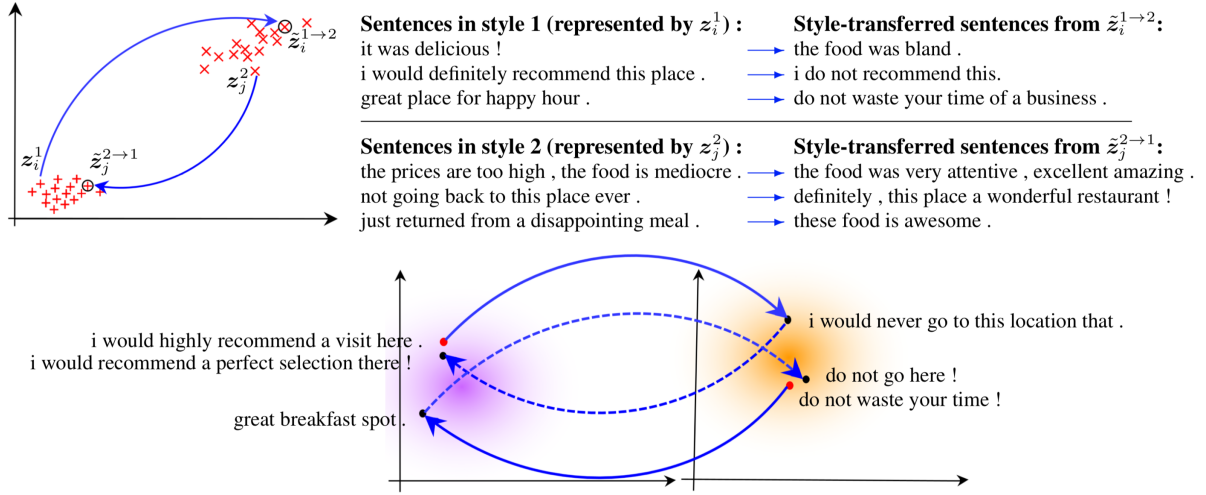 Sentences in style 1 (represented by z_i^1) :
it was delicious !
i would definitely recommend this place .
great place for happy hour .
Style-transferred sentences from z̃_i^{1→2}:
the food was bland .
i do not recommend this.
do not waste your time of a business .
z̃_i^{1→2}
z_j^2
z_i^1
z̃_j^{2→1}
Sentences in style 2 (represented by z_j^2) :
the prices are too high , the food is mediocre .
not going back to this place ever .
just returned from a disappointing meal .
Style-transferred sentences from z̃_j^{2→1}:
the food was very attentive , excellent amazing .
definitely , this place a wonderful restaurant !
these food is awesome .
i would highly recommend a visit here .
i would recommend a perfect selection there !
great breakfast spot .
i would never go to this location that .
do not go here !
do not waste your time !